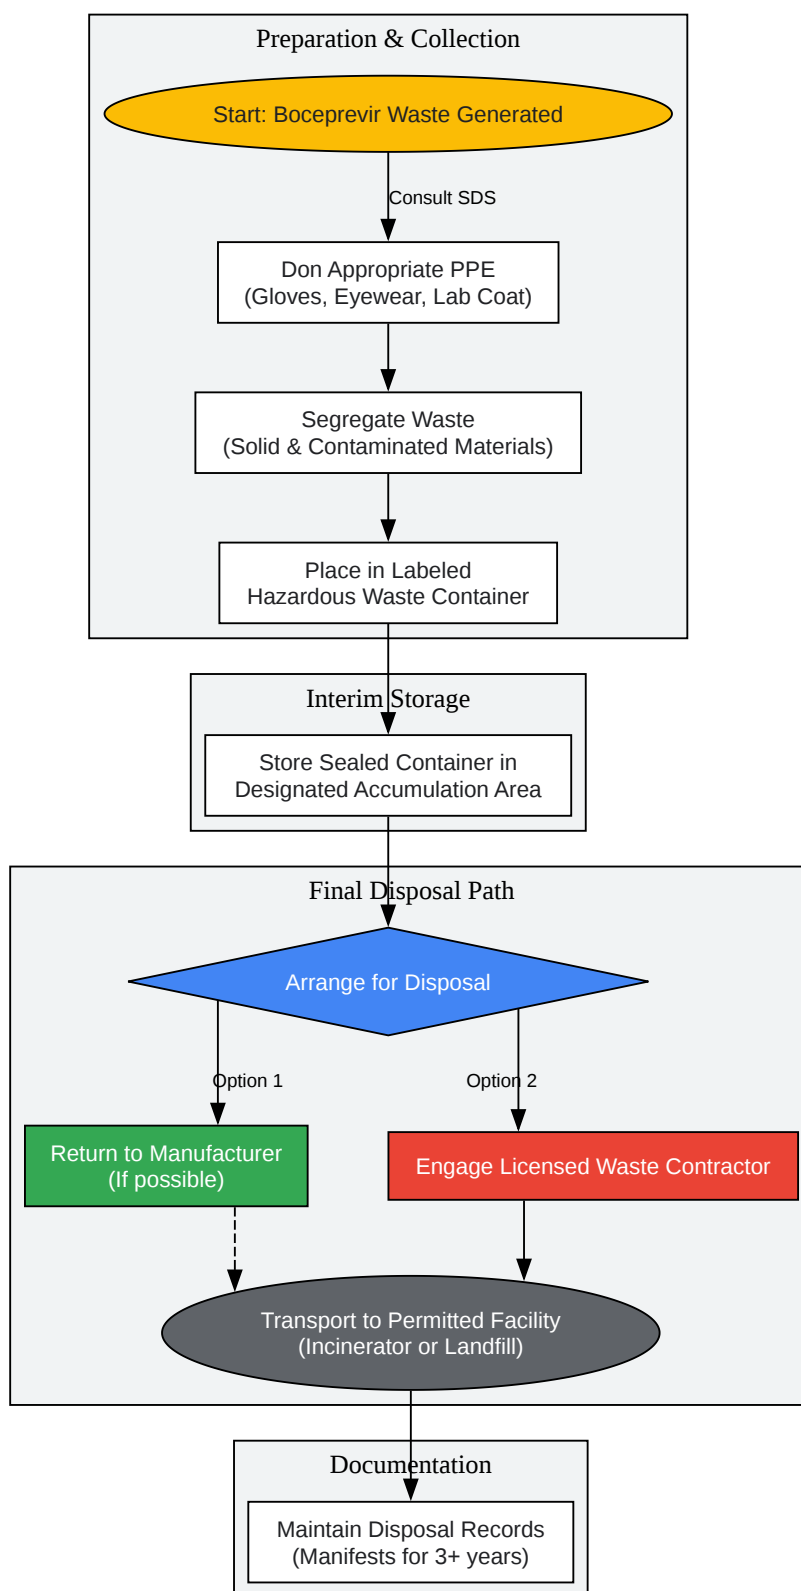 Preparation & Collection
Start: Boceprevir Waste Generated
Consult SDS
Don Appropriate PPE
(Gloves, Eyewear, Lab Coat)
Segregate Waste
(Solid & Contaminated Materials)
Place in Labeled
Hazardous Waste Container
Interim Storage
Store Sealed Container in
Designated Accumulation Area
Final Disposal Path
Arrange for Disposal
Option 1
Option 2
Return to Manufacturer
(If possible)
Engage Licensed Waste Contractor
Transport to Permitted Facility
(Incinerator or Landfill)
Documentation
Maintain Disposal Records
(Manifests for 3+ years)